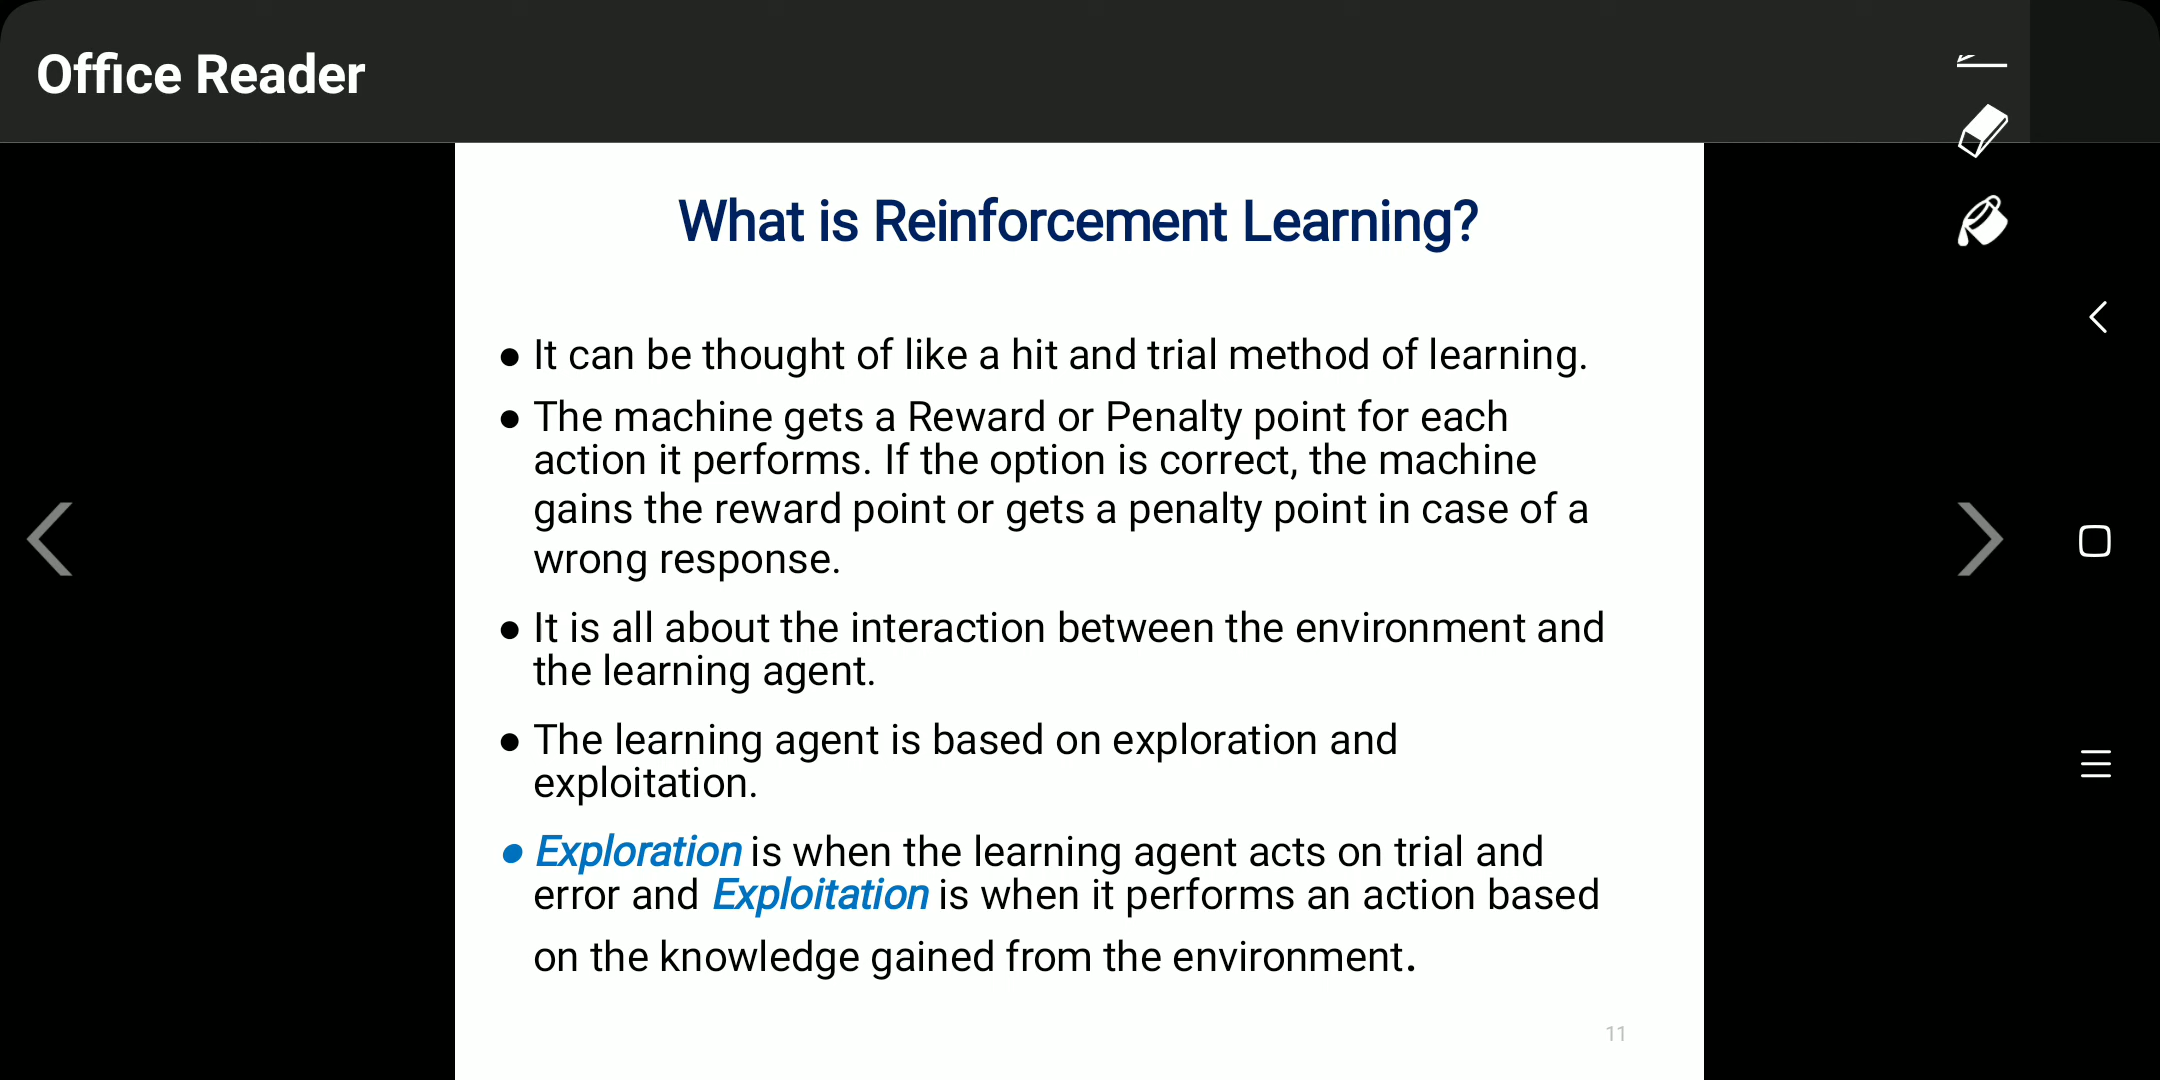 Office Reader
What is Reinforcement Learning?
● It can be thought of like a hit and trial method of learning.
● The machine gets a Reward or Penalty point for each
action it performs. If the option is correct, the machine
gains the reward point or gets a penalty point in case of a
wrong response.
● It is all about the interaction between the environment and
the learning agent.
● The learning agent is based on exploration and
exploitation.
● Exploration is when the learning agent acts on trial and
error and Exploitation is when it performs an action based
on the knowledge gained from the environment.
11